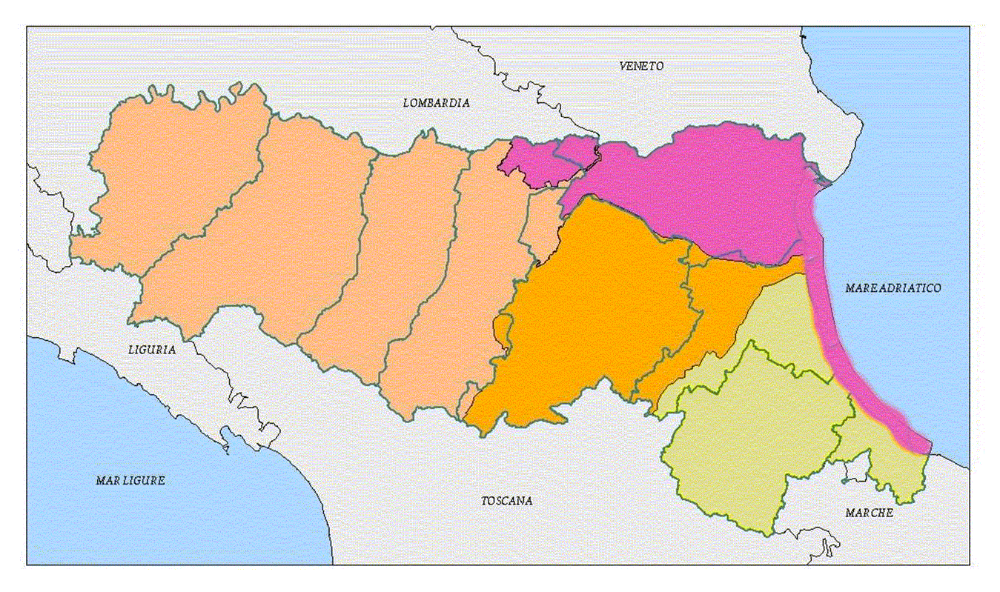 VENETO
LOMBARDIA
MARE ADRIATICO
LIGURIA
MAR LIGURE
TOSCANA
MARCHE